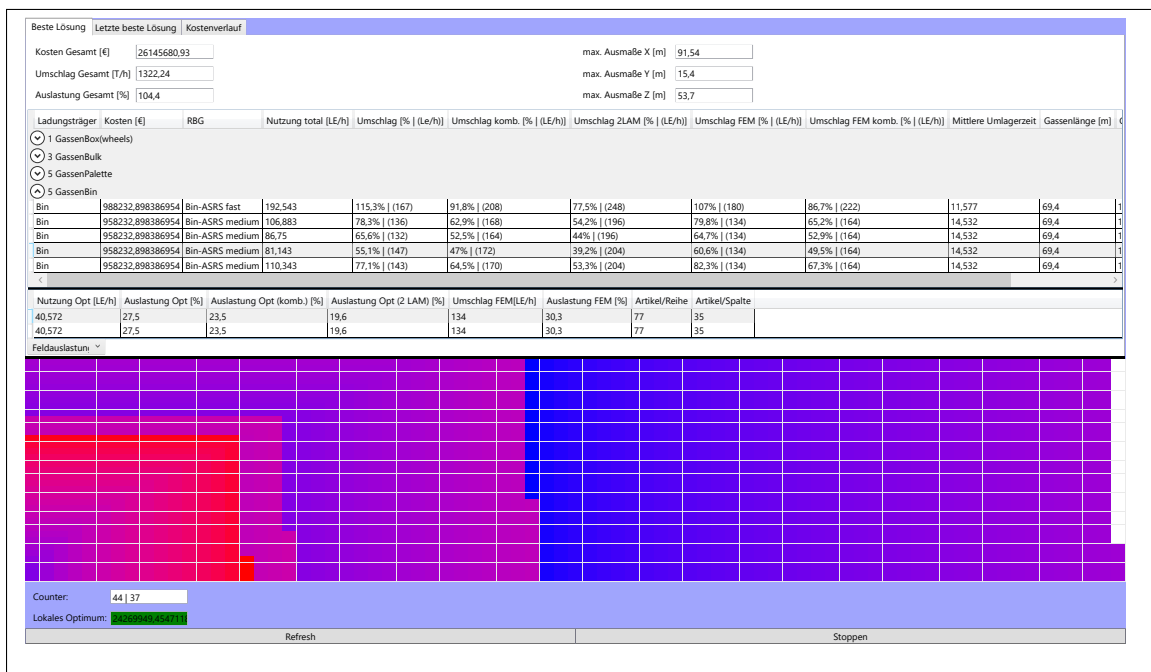 Beste Lösung Letzte beste Lösung Kostenverlauf
Kosten Gesamt [€] 26145680,93 max. Ausmaße X [m] 91,54
Umschlag Gesamt [T/h] 1322,24 max. Ausmaße Y [m] 15,4
Auslastung Gesamt [%] 104,4 max. Ausmaße Z [m] 53,7
Ladungsträger Kosten [€] RBG Nutzung total [LE/h] Umschlag [% | (Le/h)] Umschlag komb. [% | (LE/h)] Umschlag 2LAM [% | (LE/h)] Umschlag FEM [% | (LE/h)] Umschlag FEM komb. [% | (LE/h)] Mittlere Umlagerzeit Gassenlänge [m]
1 GassenBox(wheels)
3 GassenBulk
5 GassenPalette
5 GassenBin
Bin 988232,898386954 Bin-ASRS fast 192,543 115,3% | (167) 91,8% | (208) 77,5% | (248) 107% | (180) 86,7% | (222) 11,577 69,4 1
Bin 958232,898386954 Bin-ASRS medium 106,883 78,3% | (136) 62,9% | (168) 54,2% | (196) 79,8% | (134) 65,2% | (164) 14,532 69,4 1
Bin 958232,898386954 Bin-ASRS medium 86,75 65,6% | (132) 52,5% | (164) 44% | (196) 64,7% | (134) 52,9% | (164) 14,532 69,4 1
Bin 958232,898386954 Bin-ASRS medium 81,143 55,1% | (147) 47% | (172) 39,2% | (204) 60,6% | (134) 49,5% | (164) 14,532 69,4 1
Bin 958232,898386954 Bin-ASRS medium 110,343 77,1% | (143) 64,5% | (170) 53,3% | (204) 82,3% | (134) 67,3% | (164) 14,532 69,4 1
Nutzung Opt [LE/h] Auslastung Opt [%] Auslastung Opt (komb.) [%] Auslastung Opt (2 LAM) [%] Umschlag FEM[LE/h] Auslastung FEM [%] Artikel/Reihe Artikel/Spalte
40,572 27,5 23,5 19,6 134 30,3 77 35
40,572 27,5 23,5 19,6 134 30,3 77 35
Feldauslastung
Counter: 44 | 37
Lokales Optimum: 24269949,454711
Refresh Stoppen